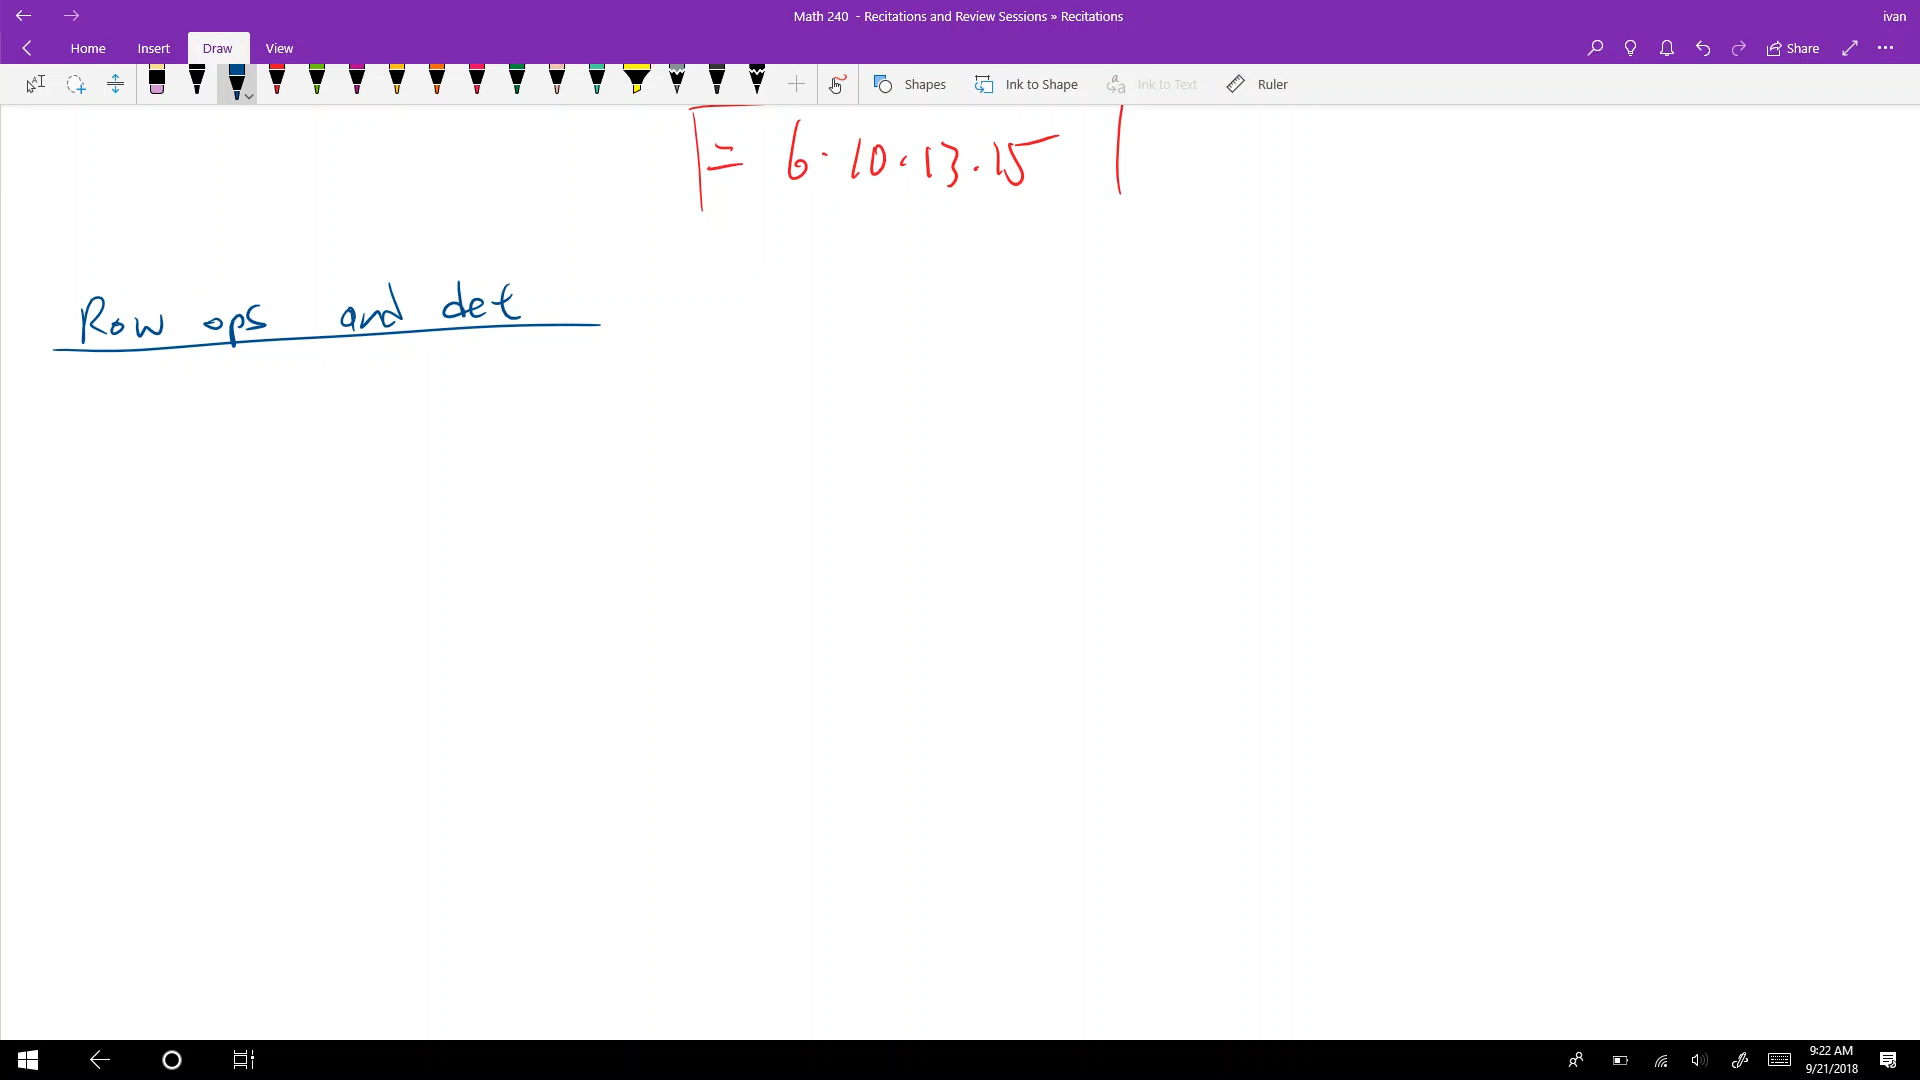 Math 240 - Recitations and Review Sessions » Recitations
ivan
Home Insert Draw View
Share
Shapes Ink to Shape Ink to Text Ruler
= 6 · 10 · 13 · 15
Row ops and det
9:22 AM
9/21/2018